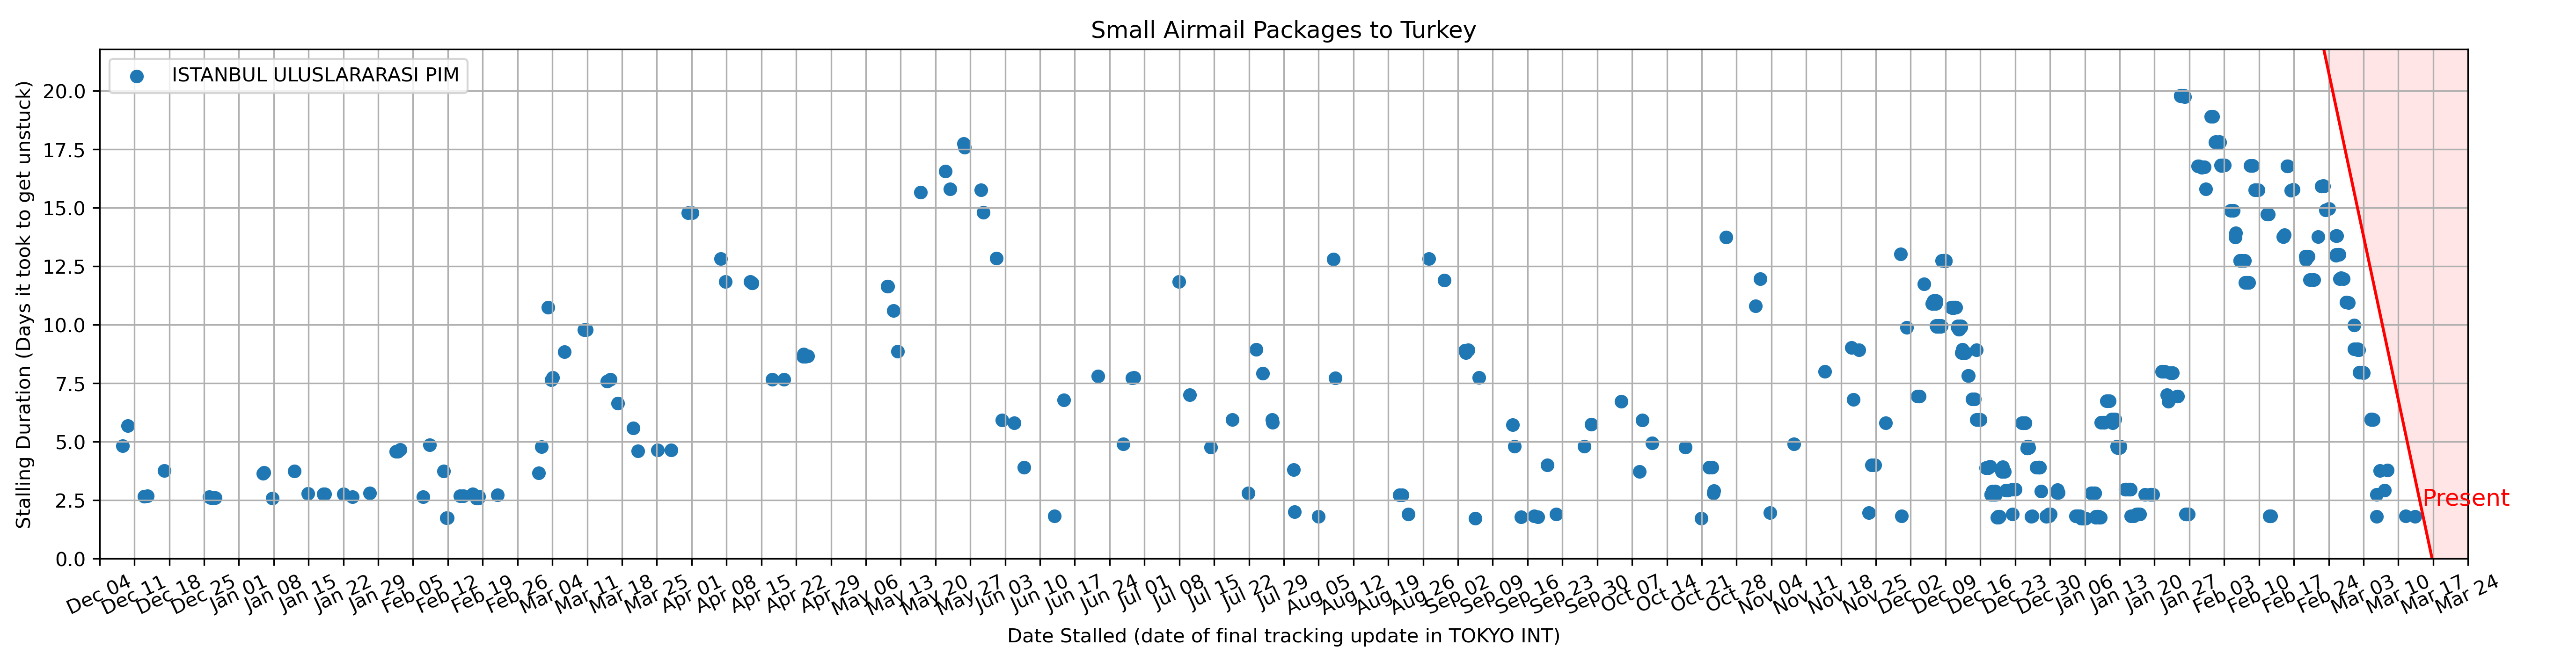 Small Airmail Packages to Turkey
ISTANBUL ULUSLARARASI PIM
Stalling Duration (Days it took to get unstuck)
20.0
17.5
15.0
12.5
10.0
7.5
5.0
2.5
0.0
Present
Dec 04 Dec 11 Dec 18 Dec 25 Jan 01 Jan 08 Jan 15 Jan 22 Jan 29 Feb 05 Feb 12 Feb 19 Feb 26 Mar 04 Mar 11 Mar 18 Mar 25 Apr 01 Apr 08 Apr 15 Apr 22 Apr 29 May 06 May 13 May 20 May 27 Jun 03 Jun 10 Jun 17 Jun 24 Jul 01 Jul 08 Jul 15 Jul 22 Jul 29 Aug 05 Aug 12 Aug 19 Aug 26 Sep 02 Sep 09 Sep 16 Sep 23 Sep 30 Oct 07 Oct 14 Oct 21 Oct 28 Nov 04 Nov 11 Nov 18 Nov 25 Dec 02 Dec 09 Dec 16 Dec 23 Dec 30 Jan 06 Jan 13 Jan 20 Jan 27 Feb 03 Feb 10 Feb 17 Feb 24 Mar 03 Mar 10 Mar 17 Mar 24
Date Stalled (date of final tracking update in TOKYO INT)